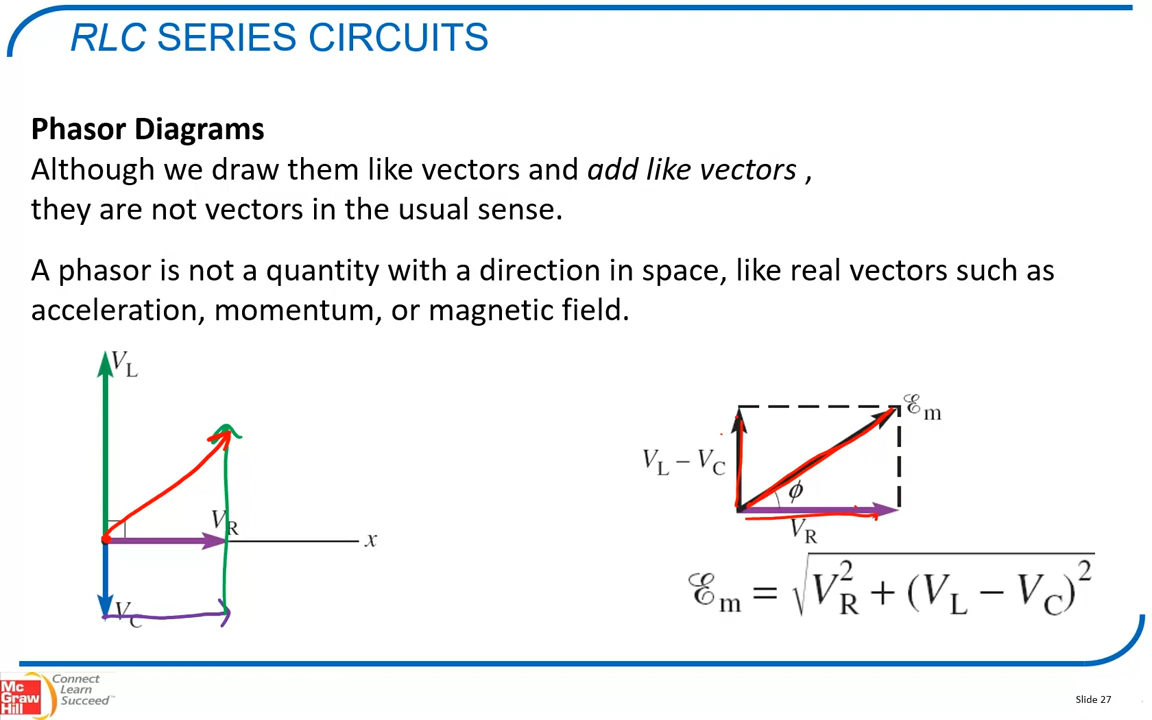 RLC SERIES CIRCUITS
Phasor Diagrams
Although we draw them like vectors and add like vectors ,
they are not vectors in the usual sense.
A phasor is not a quantity with a direction in space, like real vectors such as
acceleration, momentum, or magnetic field.
V_L
V_R
x
V_C
ℰ_m
V_L − V_C
ϕ
V_R
ℰ_m = √(V_R^2 + (V_L − V_C)^2)
Mc
Graw
Hill
Connect
Learn
Succeed™
Slide 27